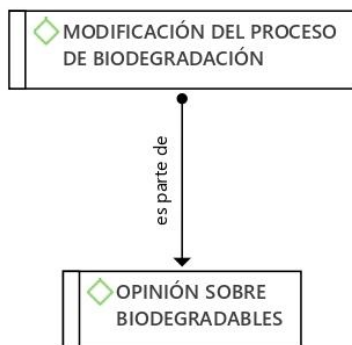 MODIFICACIÓN DEL PROCESO
DE BIODEGRADACIÓN
es parte de
OPINIÓN SOBRE
BIODEGRADABLES